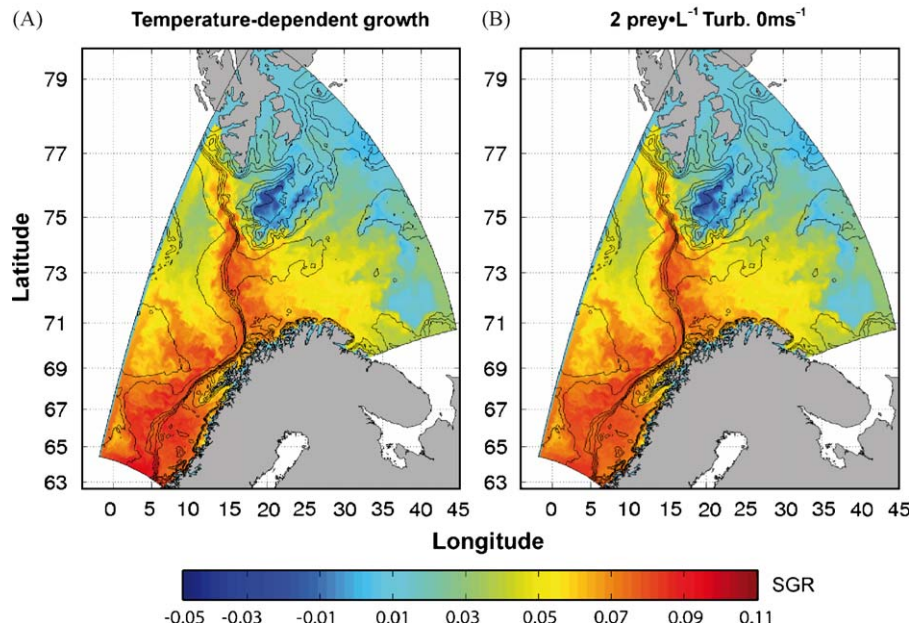 (A) Temperature-dependent growth
(B) 2 prey•L⁻¹ Turb. 0ms⁻¹
79 79
77 77
75 75
73 73
71 71
69 69
67 67
65 65
63 63
Latitude
0 5 10 15 20 25 30 35 40 45 0 5 10 15 20 25 30 35 40 45
Longitude
SGR
-0.05 -0.03 -0.01 0.01 0.03 0.05 0.07 0.09 0.11